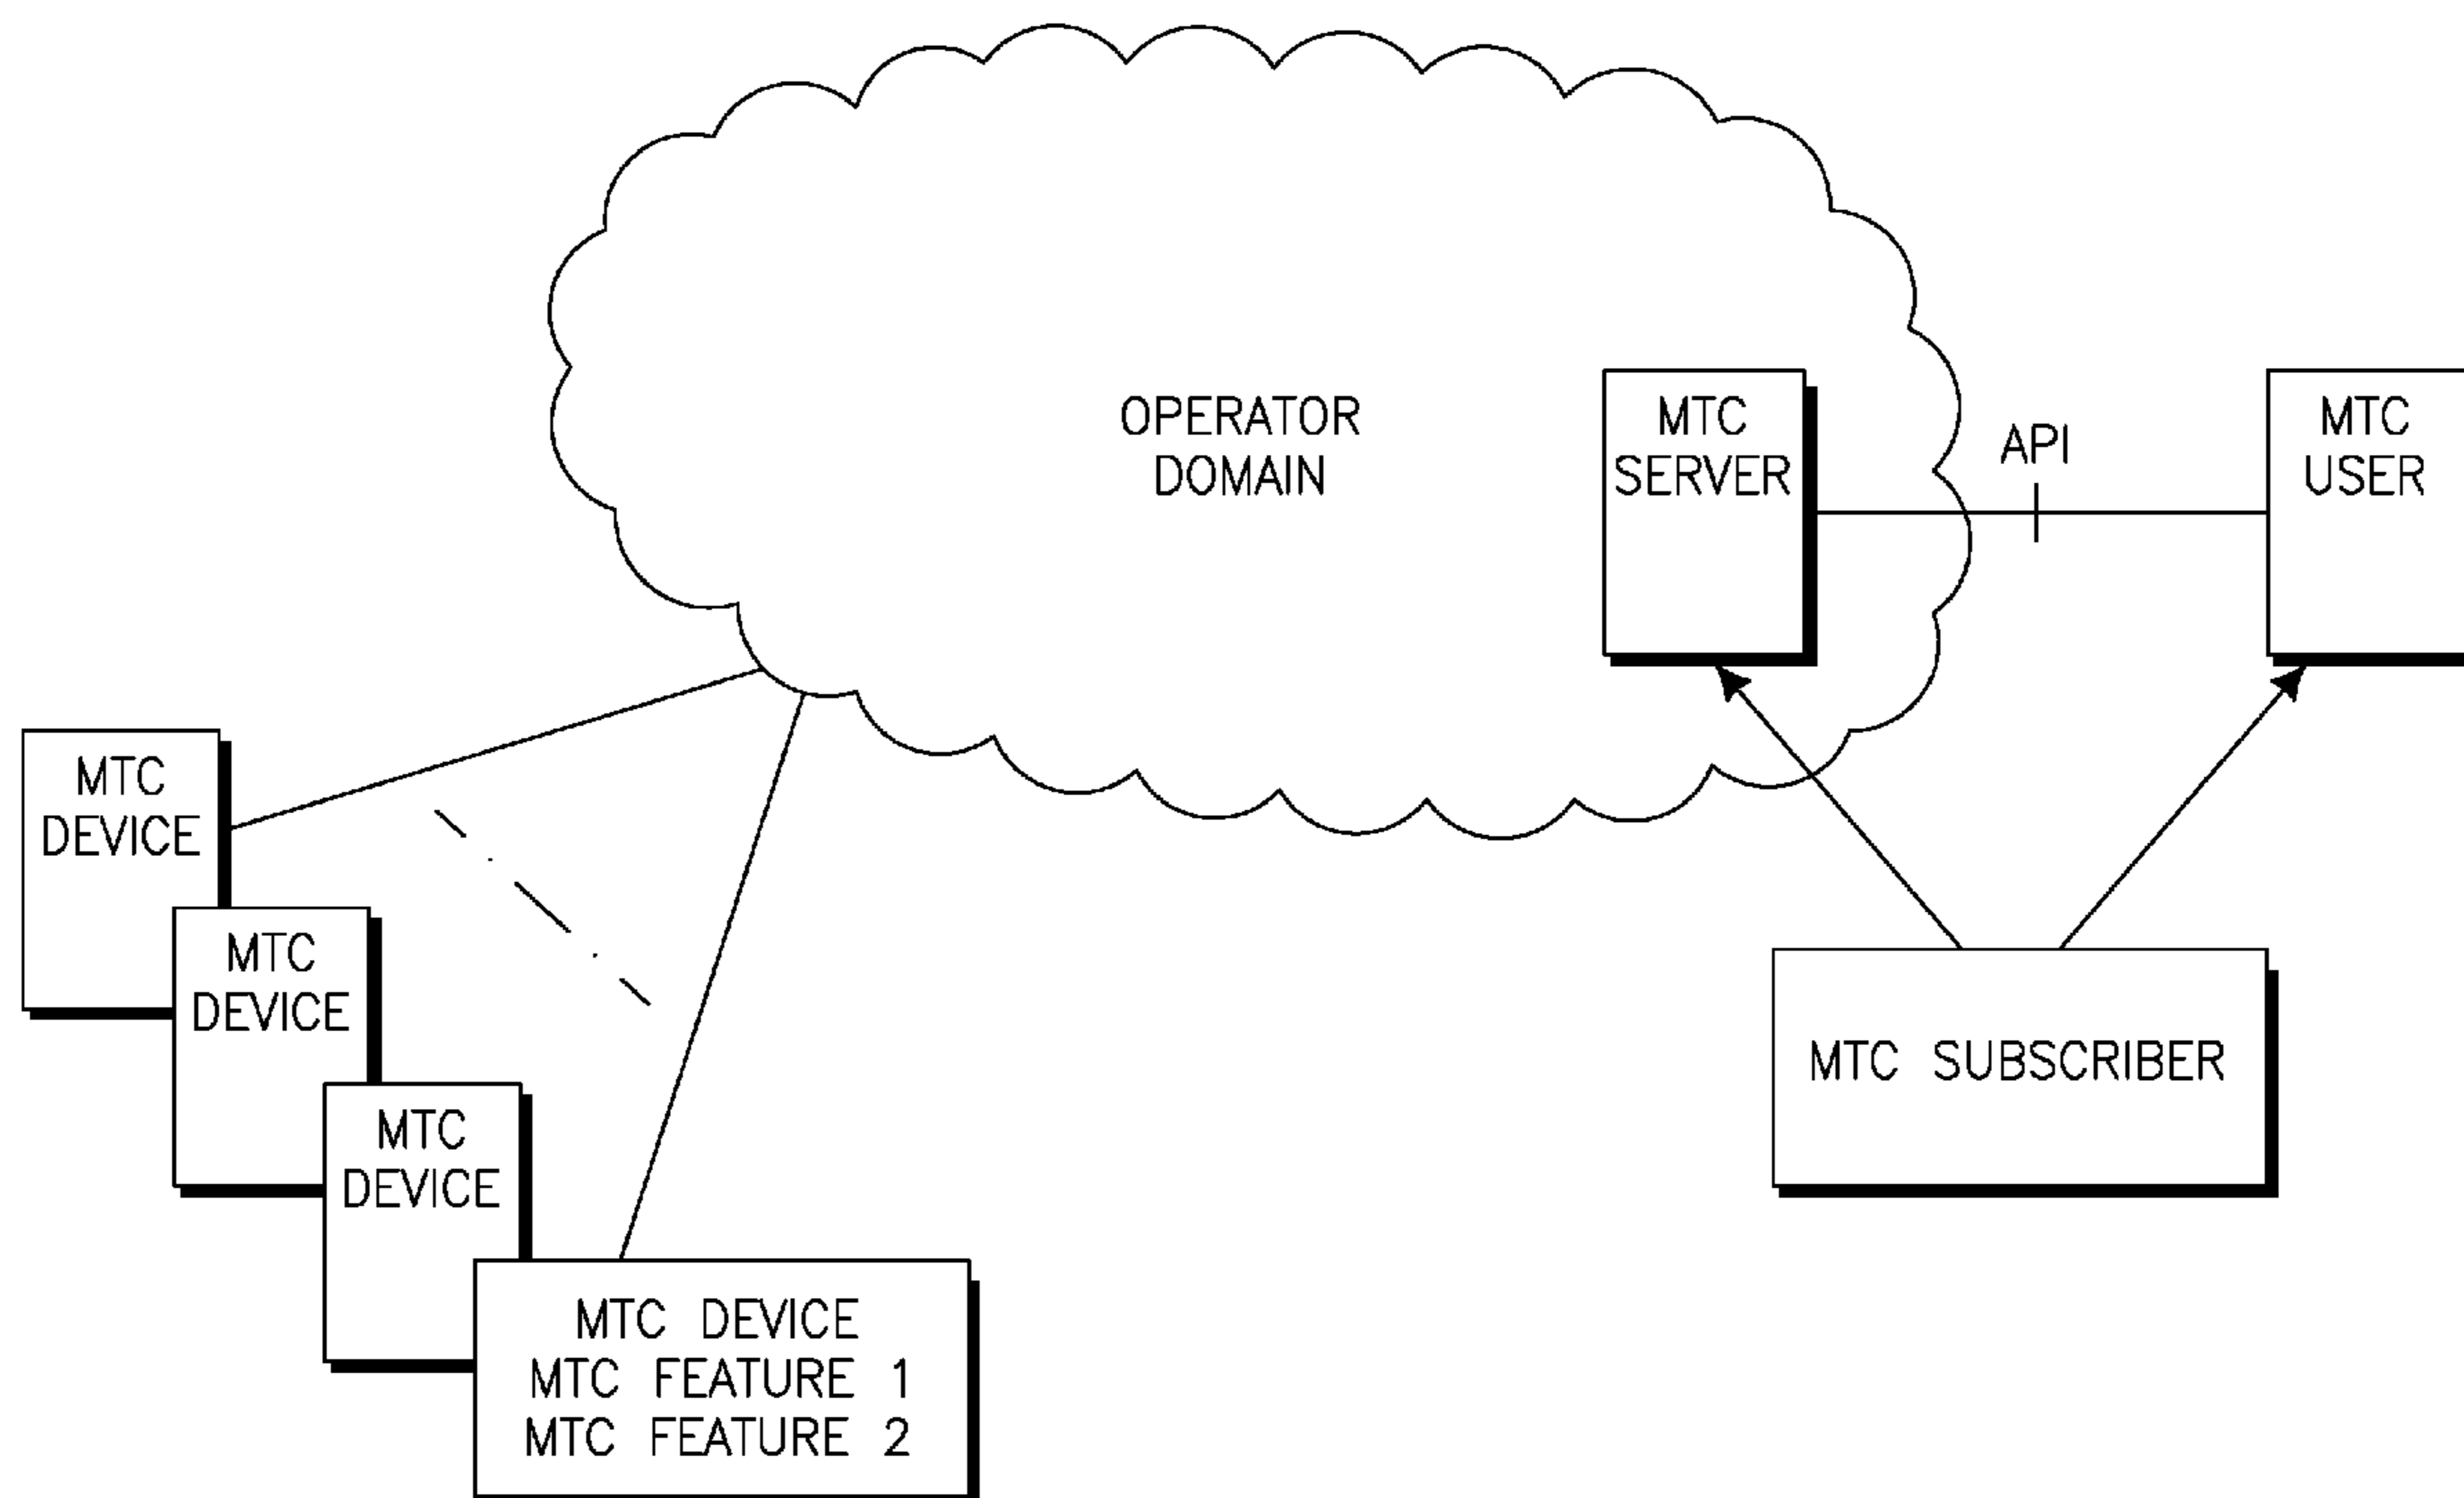 OPERATOR
DOMAIN
MTC
SERVER
API
MTC
USER
MTC
DEVICE
MTC
DEVICE
MTC
DEVICE
MTC DEVICE
MTC FEATURE 1
MTC FEATURE 2
MTC SUBSCRIBER